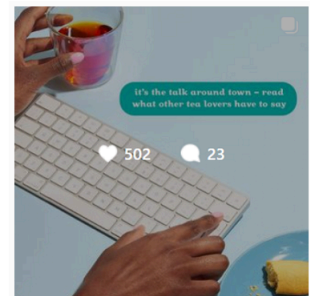 it's the talk around town – read
what other tea lovers have to say
502 23